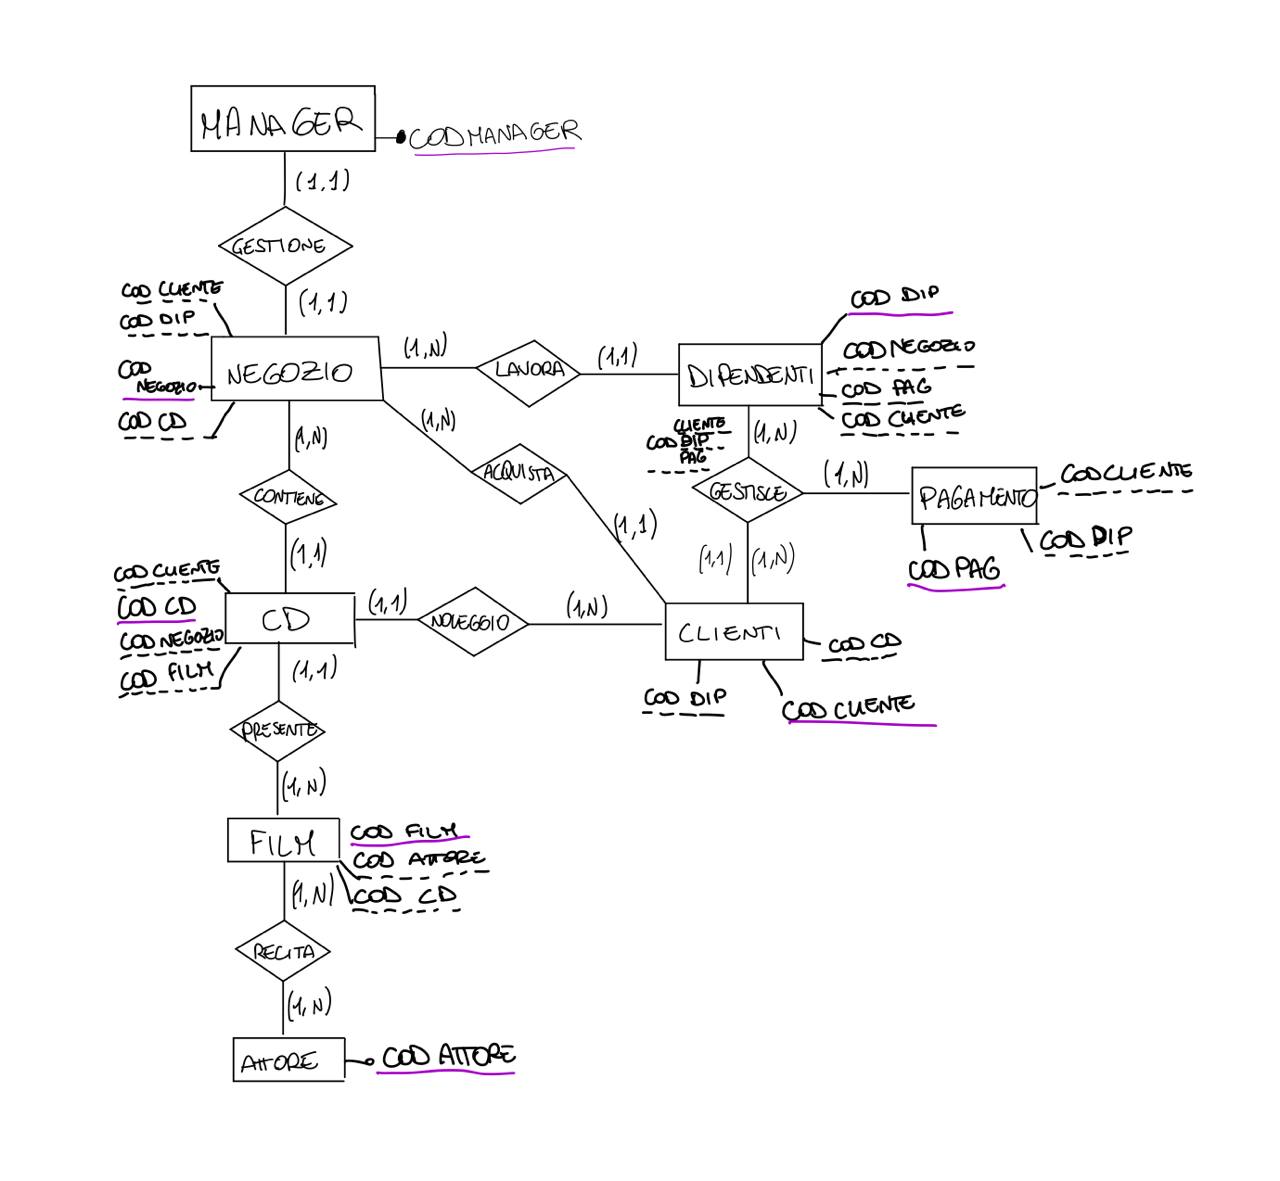 MANAGER
CODMANAGER
(1,1)
GESTIONE
(1,1)
COD CLIENTE
COD DIP
COD NEGOZIO
COD CD
NEGOZIO
(1,N)
LAVORA
(1,1)
DIPENDENTI
COD DIP
COD NEGOZIO
COD PAG
COD CLIENTE
(1,N)
(1,N)
ACQUISTA
(1,1)
CLIENTE
COD DIP
PAG
(1,N)
GESTISCE
(1,N)
PAGAMENTO
CODCLIENTE
COD DIP
COD PAG
CONTIENE
(1,1)
(1,1)
(1,N)
COD CLIENTE
COD CD
COD NEGOZIO
COD FILM
CD
(1,1)
NOLEGGIO
(1,N)
CLIENTI
COD CD
COD DIP
COD CLIENTE
(1,1)
PRESENTE
(1,N)
FILM
COD FILM
COD ATTORE
COD CD
(1,N)
RECITA
(1,N)
ATTORE
COD ATTORE